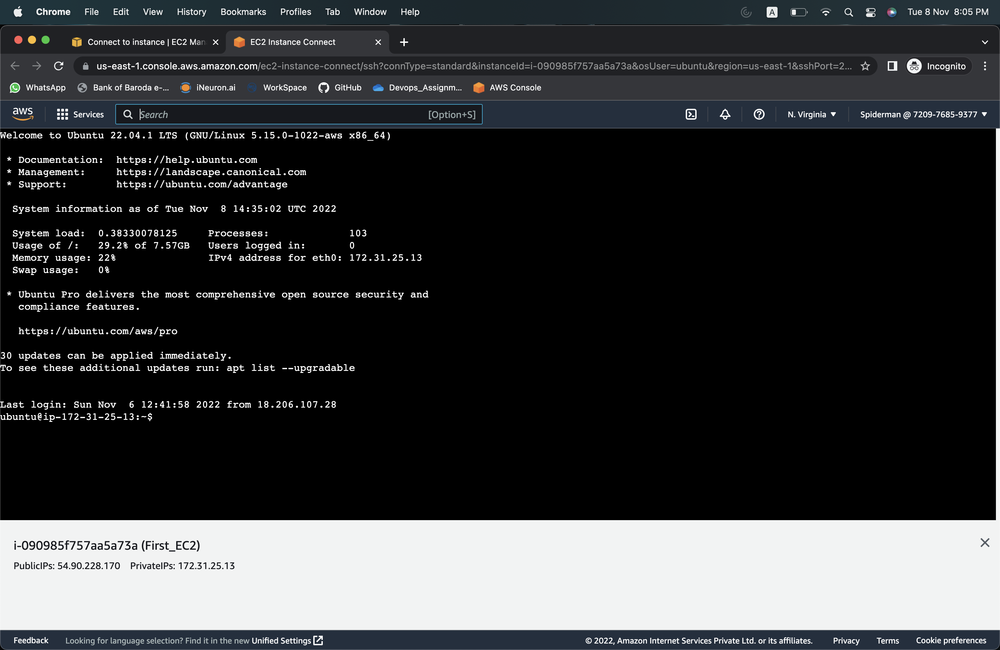 Chrome File Edit View History Bookmarks Profiles Tab Window Help A Tue 8 Nov 8:05 PM
Connect to instance | EC2 Man EC2 Instance Connect
us-east-1.console.aws.amazon.com/ec2-instance-connect/ssh?connType=standard&instanceId=i-090985f757aa5a73a&osUser=ubuntu&region=us-east-1&sshPort=2... Incognito
WhatsApp Bank of Baroda e-... iNeuron.ai WorkSpace GitHub Devops_Assignm... AWS Console
aws Services Search [Option+S] N. Virginia Spiderman @ 7209-7685-9377
Welcome to Ubuntu 22.04.1 LTS (GNU/Linux 5.15.0-1022-aws x86_64)
* Documentation: https://help.ubuntu.com
* Management: https://landscape.canonical.com
* Support: https://ubuntu.com/advantage
System information as of Tue Nov 8 14:35:02 UTC 2022
System load: 0.38330078125 Processes: 103
Usage of /: 29.2% of 7.57GB Users logged in: 0
Memory usage: 22% IPv4 address for eth0: 172.31.25.13
Swap usage: 0%
* Ubuntu Pro delivers the most comprehensive open source security and
compliance features.
https://ubuntu.com/aws/pro
30 updates can be applied immediately.
To see these additional updates run: apt list --upgradable
Last login: Sun Nov 6 12:41:58 2022 from 18.206.107.28
ubuntu@ip-172-31-25-13:~$
i-090985f757aa5a73a (First_EC2)
PublicIPs: 54.90.228.170 PrivateIPs: 172.31.25.13
Feedback Looking for language selection? Find it in the new Unified Settings © 2022, Amazon Internet Services Private Ltd. or its affiliates. Privacy Terms Cookie preferences